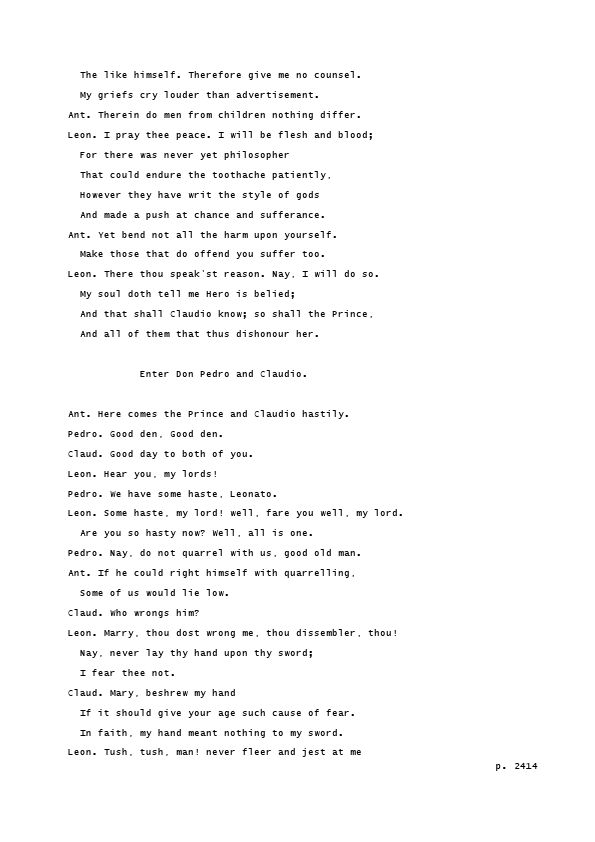 The like himself. Therefore give me no counsel.
My griefs cry louder than advertisement.
Ant. Therein do men from children nothing differ.
Leon. I pray thee peace. I will be flesh and blood;
For there was never yet philosopher
That could endure the toothache patiently,
However they have writ the style of gods
And made a push at chance and sufferance.
Ant. Yet bend not all the harm upon yourself.
Make those that do offend you suffer too.
Leon. There thou speak'st reason. Nay, I will do so.
My soul doth tell me Hero is belied;
And that shall Claudio know; so shall the Prince,
And all of them that thus dishonour her.
Enter Don Pedro and Claudio.
Ant. Here comes the Prince and Claudio hastily.
Pedro. Good den, Good den.
Claud. Good day to both of you.
Leon. Hear you, my lords!
Pedro. We have some haste, Leonato.
Leon. Some haste, my lord! well, fare you well, my lord.
Are you so hasty now? Well, all is one.
Pedro. Nay, do not quarrel with us, good old man.
Ant. If he could right himself with quarrelling,
Some of us would lie low.
Claud. Who wrongs him?
Leon. Marry, thou dost wrong me, thou dissembler, thou!
Nay, never lay thy hand upon thy sword;
I fear thee not.
Claud. Mary, beshrew my hand
If it should give your age such cause of fear.
In faith, my hand meant nothing to my sword.
Leon. Tush, tush, man! never fleer and jest at me
p. 2414